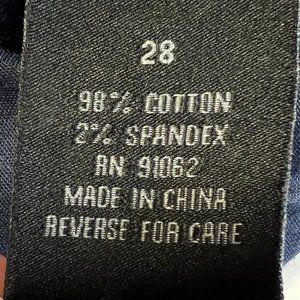 28
98% COTTON
2% SPANDEX
RN 91062
MADE IN CHINA
REVERSE FOR CARE